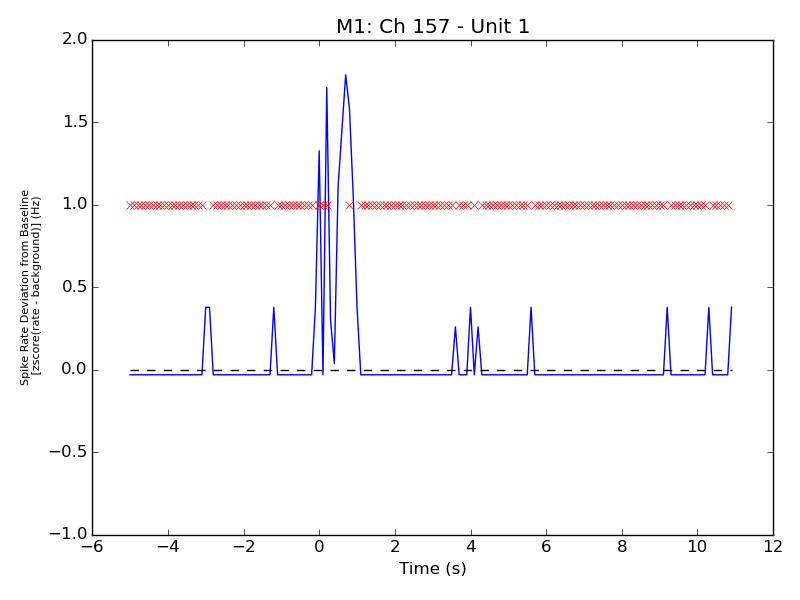 M1: Ch 157 - Unit 1
2.0
1.5
1.0
0.5
0.0
−0.5
−1.0
Spike Rate Deviation from Baseline
[zscore(rate - background)] (Hz)
−6 −4 −2 0 2 4 6 8 10 12
Time (s)